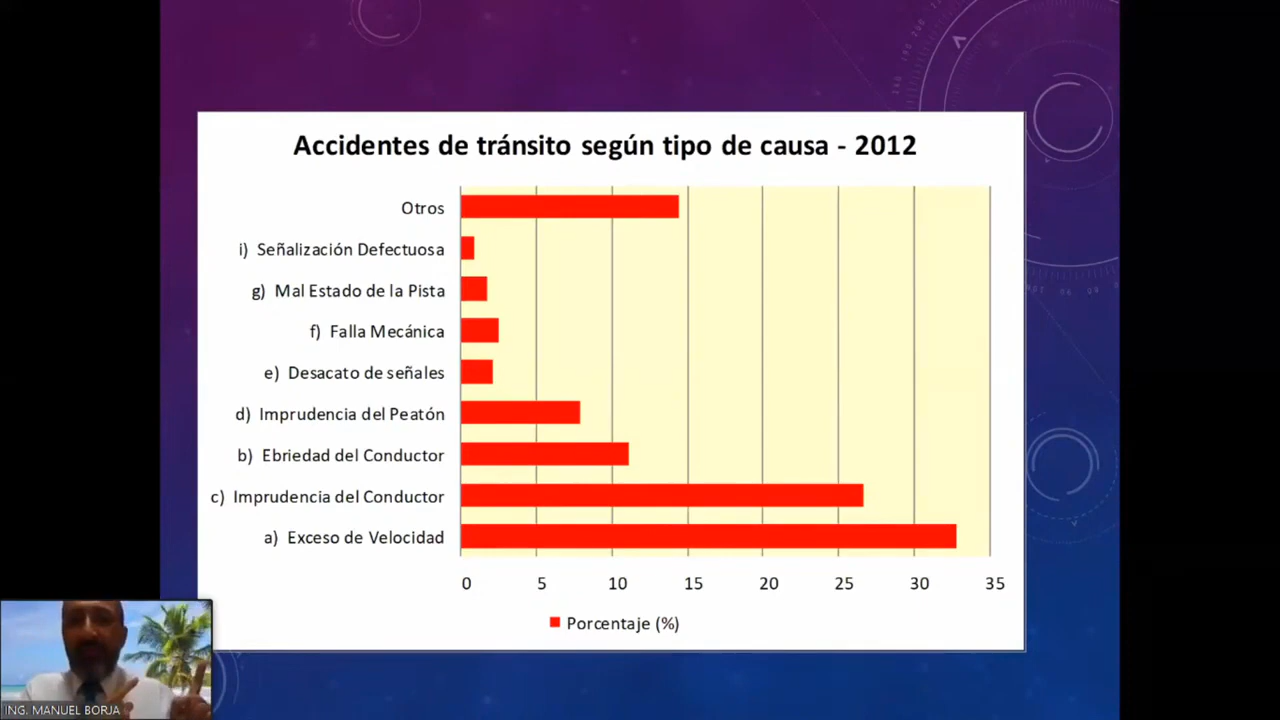 Accidentes de tránsito según tipo de causa - 2012
Otros
i) Señalización Defectuosa
g) Mal Estado de la Pista
f) Falla Mecánica
e) Desacato de señales
d) Imprudencia del Peatón
b) Ebriedad del Conductor
c) Imprudencia del Conductor
a) Exceso de Velocidad
0 5 10 15 20 25 30 35
Porcentaje (%)
ING. MANUEL BORJA